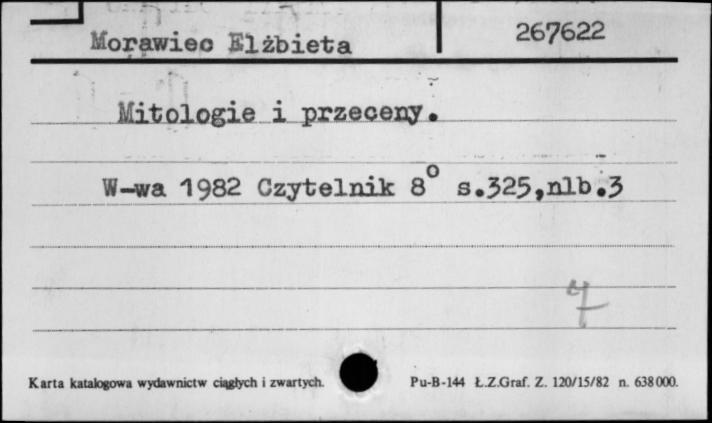 Morawiec Elżbieta 267622
Mitologie i przeceny.
W-wa 1982 Czytelnik 8° s.325,nlb.3
4
Karta katalogowa wydawnictw ciągłych i zwartych. Pu-B-144 Ł.Z.Graf. Z. 120/15/82 n. 638000.